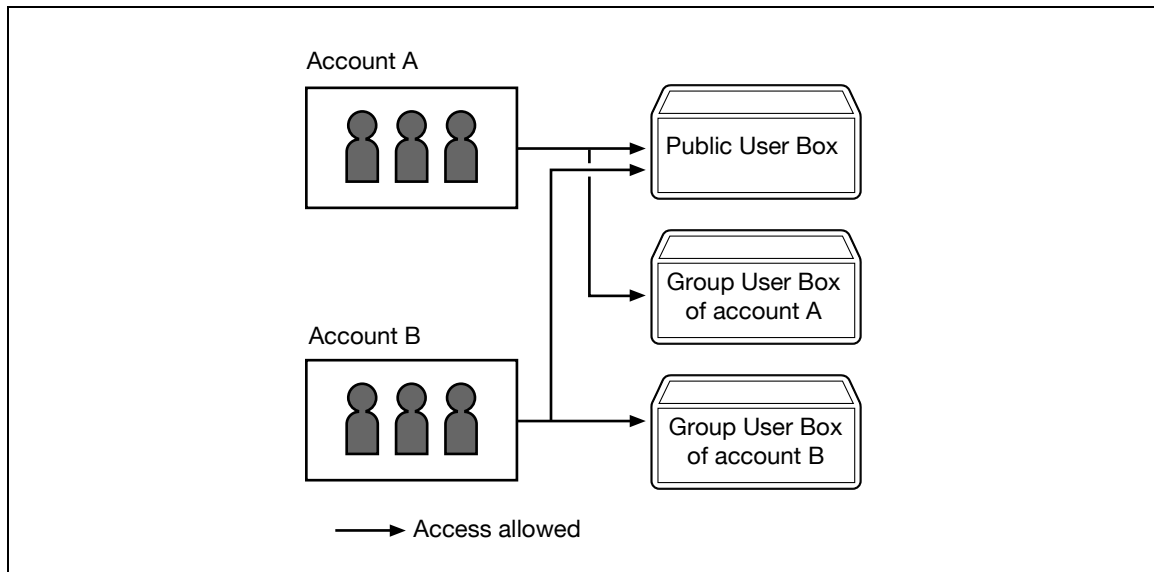 Account A
Public User Box
Group User Box
of account A
Account B
Group User Box
of account B
Access allowed